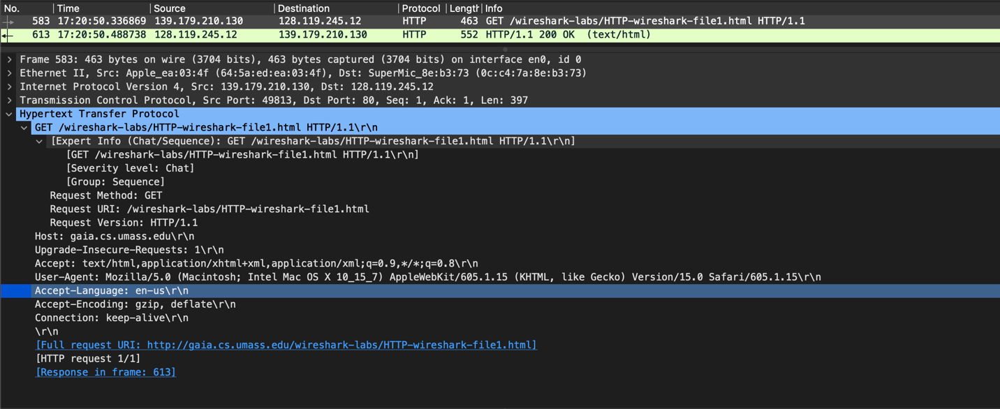 No. Time Source Destination Protocol Length Info
583 17:20:50.336869 139.179.210.130 128.119.245.12 HTTP 463 GET /wireshark-labs/HTTP-wireshark-file1.html HTTP/1.1
613 17:20:50.488738 128.119.245.12 139.179.210.130 HTTP 552 HTTP/1.1 200 OK (text/html)
Frame 583: 463 bytes on wire (3704 bits), 463 bytes captured (3704 bits) on interface en0, id 0
Ethernet II, Src: Apple_ea:03:4f (64:5a:ed:ea:03:4f), Dst: SuperMic_8e:b3:73 (0c:c4:7a:8e:b3:73)
Internet Protocol Version 4, Src: 139.179.210.130, Dst: 128.119.245.12
Transmission Control Protocol, Src Port: 49813, Dst Port: 80, Seq: 1, Ack: 1, Len: 397
Hypertext Transfer Protocol
GET /wireshark-labs/HTTP-wireshark-file1.html HTTP/1.1\r\n
[Expert Info (Chat/Sequence): GET /wireshark-labs/HTTP-wireshark-file1.html HTTP/1.1\r\n]
[GET /wireshark-labs/HTTP-wireshark-file1.html HTTP/1.1\r\n]
[Severity level: Chat]
[Group: Sequence]
Request Method: GET
Request URI: /wireshark-labs/HTTP-wireshark-file1.html
Request Version: HTTP/1.1
Host: gaia.cs.umass.edu\r\n
Upgrade-Insecure-Requests: 1\r\n
Accept: text/html,application/xhtml+xml,application/xml;q=0.9,*/*;q=0.8\r\n
User-Agent: Mozilla/5.0 (Macintosh; Intel Mac OS X 10_15_7) AppleWebKit/605.1.15 (KHTML, like Gecko) Version/15.0 Safari/605.1.15\r\n
Accept-Language: en-us\r\n
Accept-Encoding: gzip, deflate\r\n
Connection: keep-alive\r\n
\r\n
[Full request URI: http://gaia.cs.umass.edu/wireshark-labs/HTTP-wireshark-file1.html]
[HTTP request 1/1]
[Response in frame: 613]